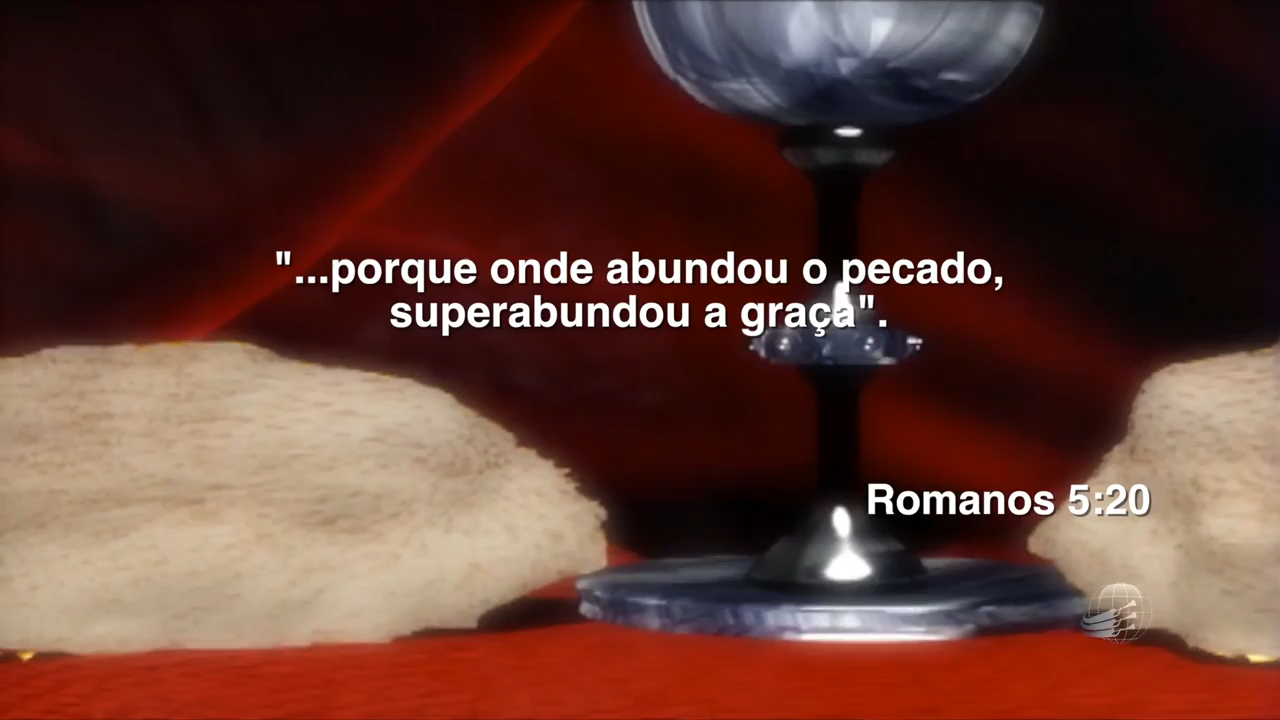 "...porque onde abundou o pecado,
superabundou a graça".
Romanos 5:20